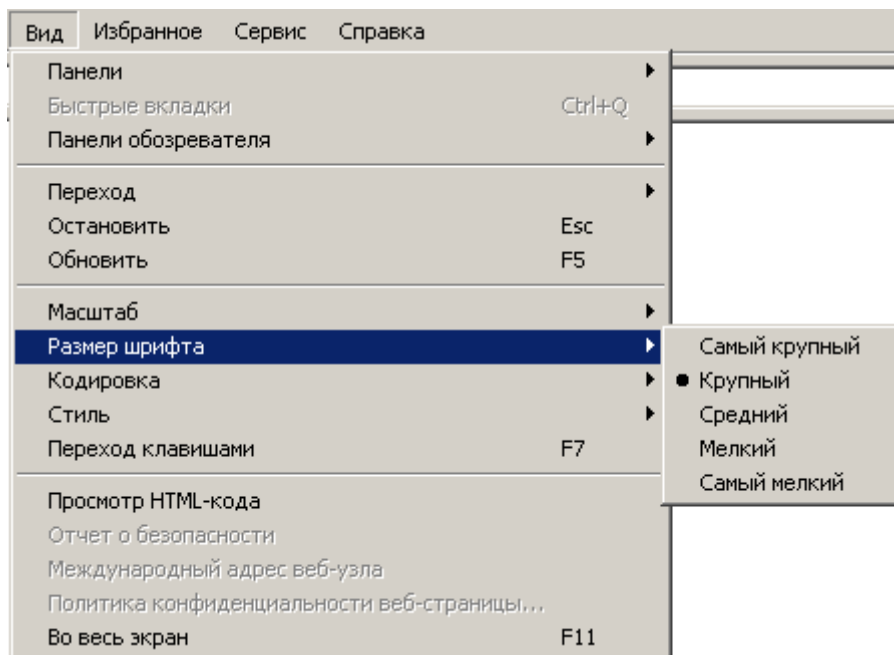 Вид Избранное Сервис Справка
Панели
Быстрые вкладки Ctrl+Q
Панели обозревателя
Переход
Остановить Esc
Обновить F5
Масштаб
Размер шрифта
Кодировка
Стиль
Переход клавишами F7
Просмотр HTML-кода
Отчет о безопасности
Международный адрес веб-узла
Политика конфиденциальности веб-страницы...
Во весь экран F11
Самый крупный
Крупный
Средний
Мелкий
Самый мелкий